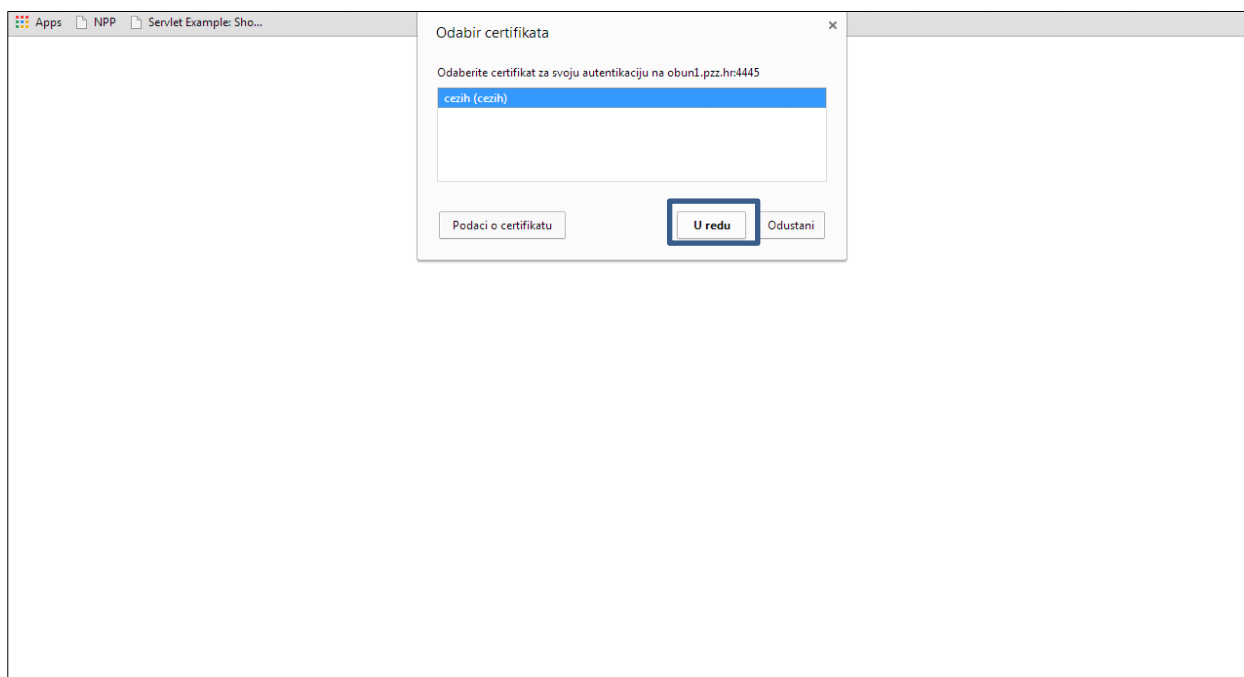 Apps NPP Servlet Example: Sho...
Odabir certifikata
Odaberite certifikat za svoju autentikaciju na obun1.pzz.hr:4445
cezih (cezih)
Podaci o certifikatu U redu Odustani